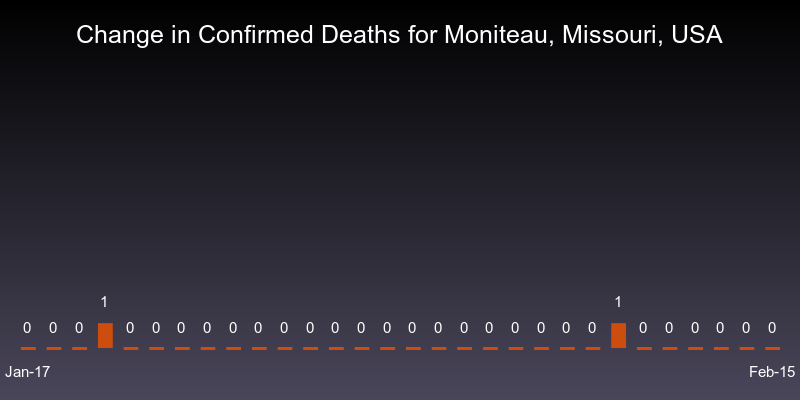 Change in Confirmed Deaths for Moniteau, Missouri, USA
1 1
0 0 0 0 0 0 0 0 0 0 0 0 0 0 0 0 0 0 0 0 0 0 0 0 0 0 0 0
Jan-17 Feb-15